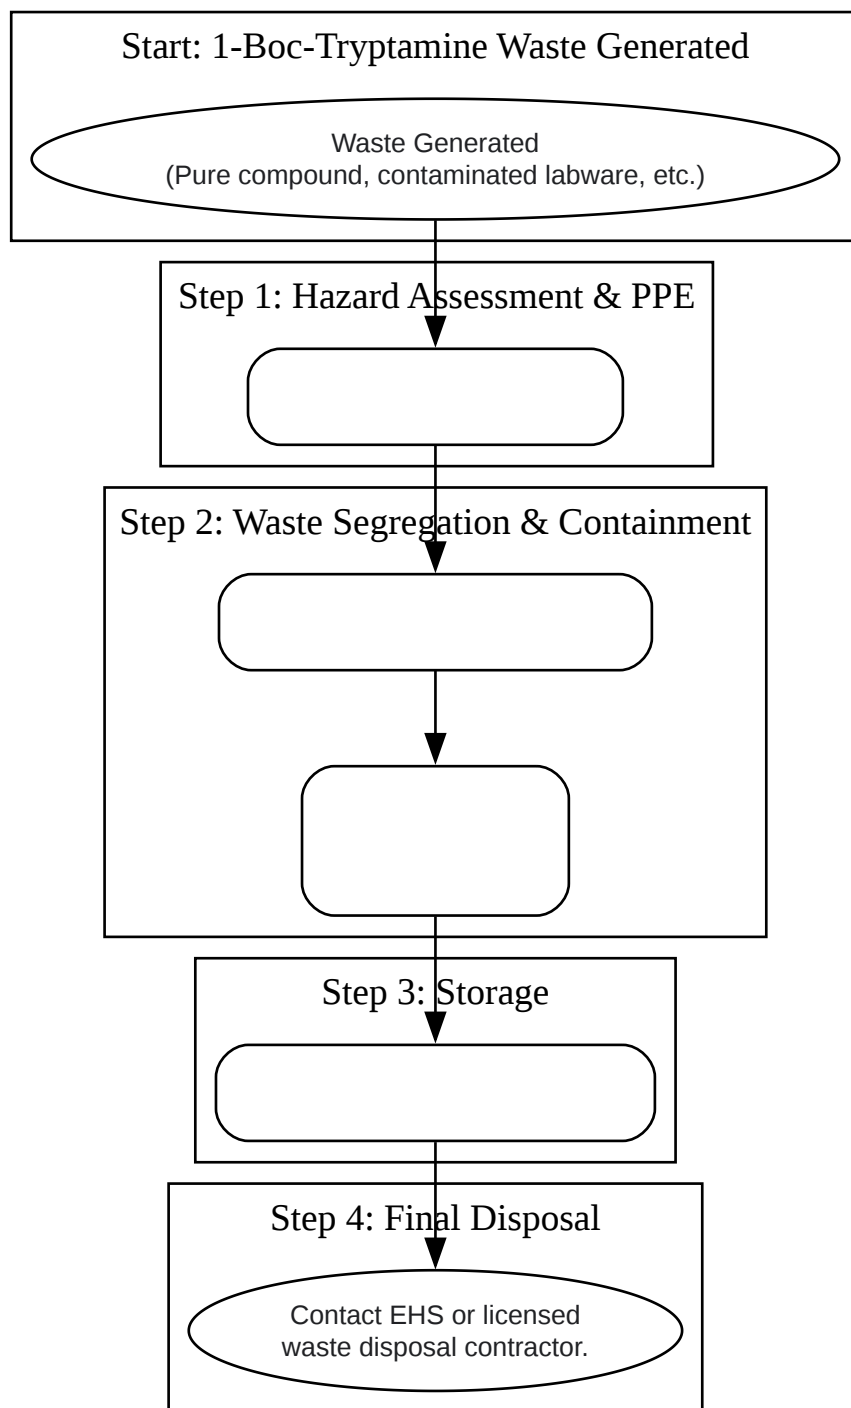 Start: 1-Boc-Tryptamine Waste Generated
Waste Generated
(Pure compound, contaminated labware, etc.)
Step 1: Hazard Assessment & PPE
Step 2: Waste Segregation & Containment
Step 3: Storage
Step 4: Final Disposal
Contact EHS or licensed
waste disposal contractor.